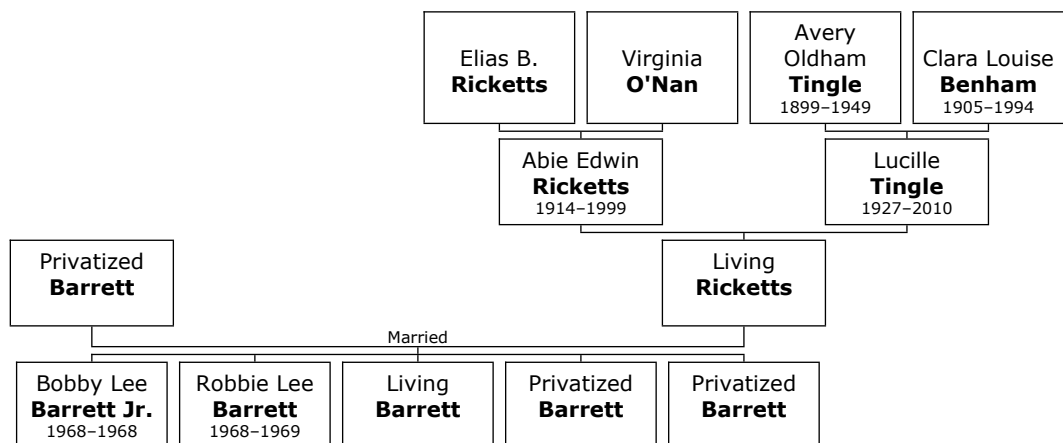 Elias B.
Ricketts
Virginia
O'Nan
Avery
Oldham
Tingle
1899–1949
Clara Louise
Benham
1905–1994
Abie Edwin
Ricketts
1914–1999
Lucille
Tingle
1927–2010
Privatized
Barrett
Living
Ricketts
Married
Bobby Lee
Barrett Jr.
1968–1968
Robbie Lee
Barrett
1968–1969
Living
Barrett
Privatized
Barrett
Privatized
Barrett